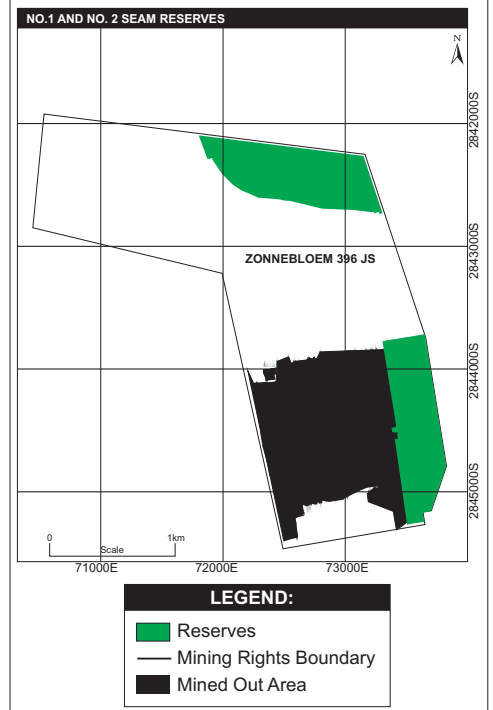 NO.1 AND NO. 2 SEAM RESERVES
N
2842000S
ZONNEBLOEM 396 JS
2843000S
2844000S
2845000S
0 1km
Scale
71000E 72000E 73000E
LEGEND:
Reserves
Mining Rights Boundary
Mined Out Area